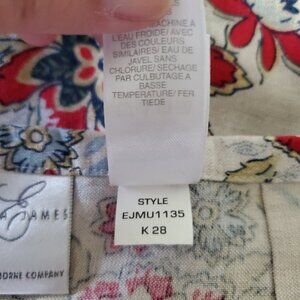 MACHINE À
L'EAU FROIDE/ AVEC
DES COULEURS
SIMILAIRES/ EAU DE
JAVEL SANS
CHLORURE/ SECHAGE
PAR CULBUTAGE A
BASSE
TEMPERATURE/ FER
TIEDE
STYLE
EJMU1135
K 28
JAMES
COMPANY